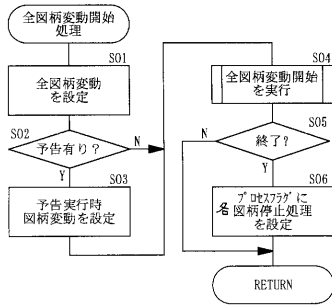 全図柄変動開始
処理
S01
全図柄変動
を設定
S02
予告有り?
N
Y
S03
予告実行時
図柄変動を設定
S04
全図柄変動開始
を実行
S05
N
終了?
Y
S06
プロセスフラグに
各図柄停止処理
を設定
RETURN